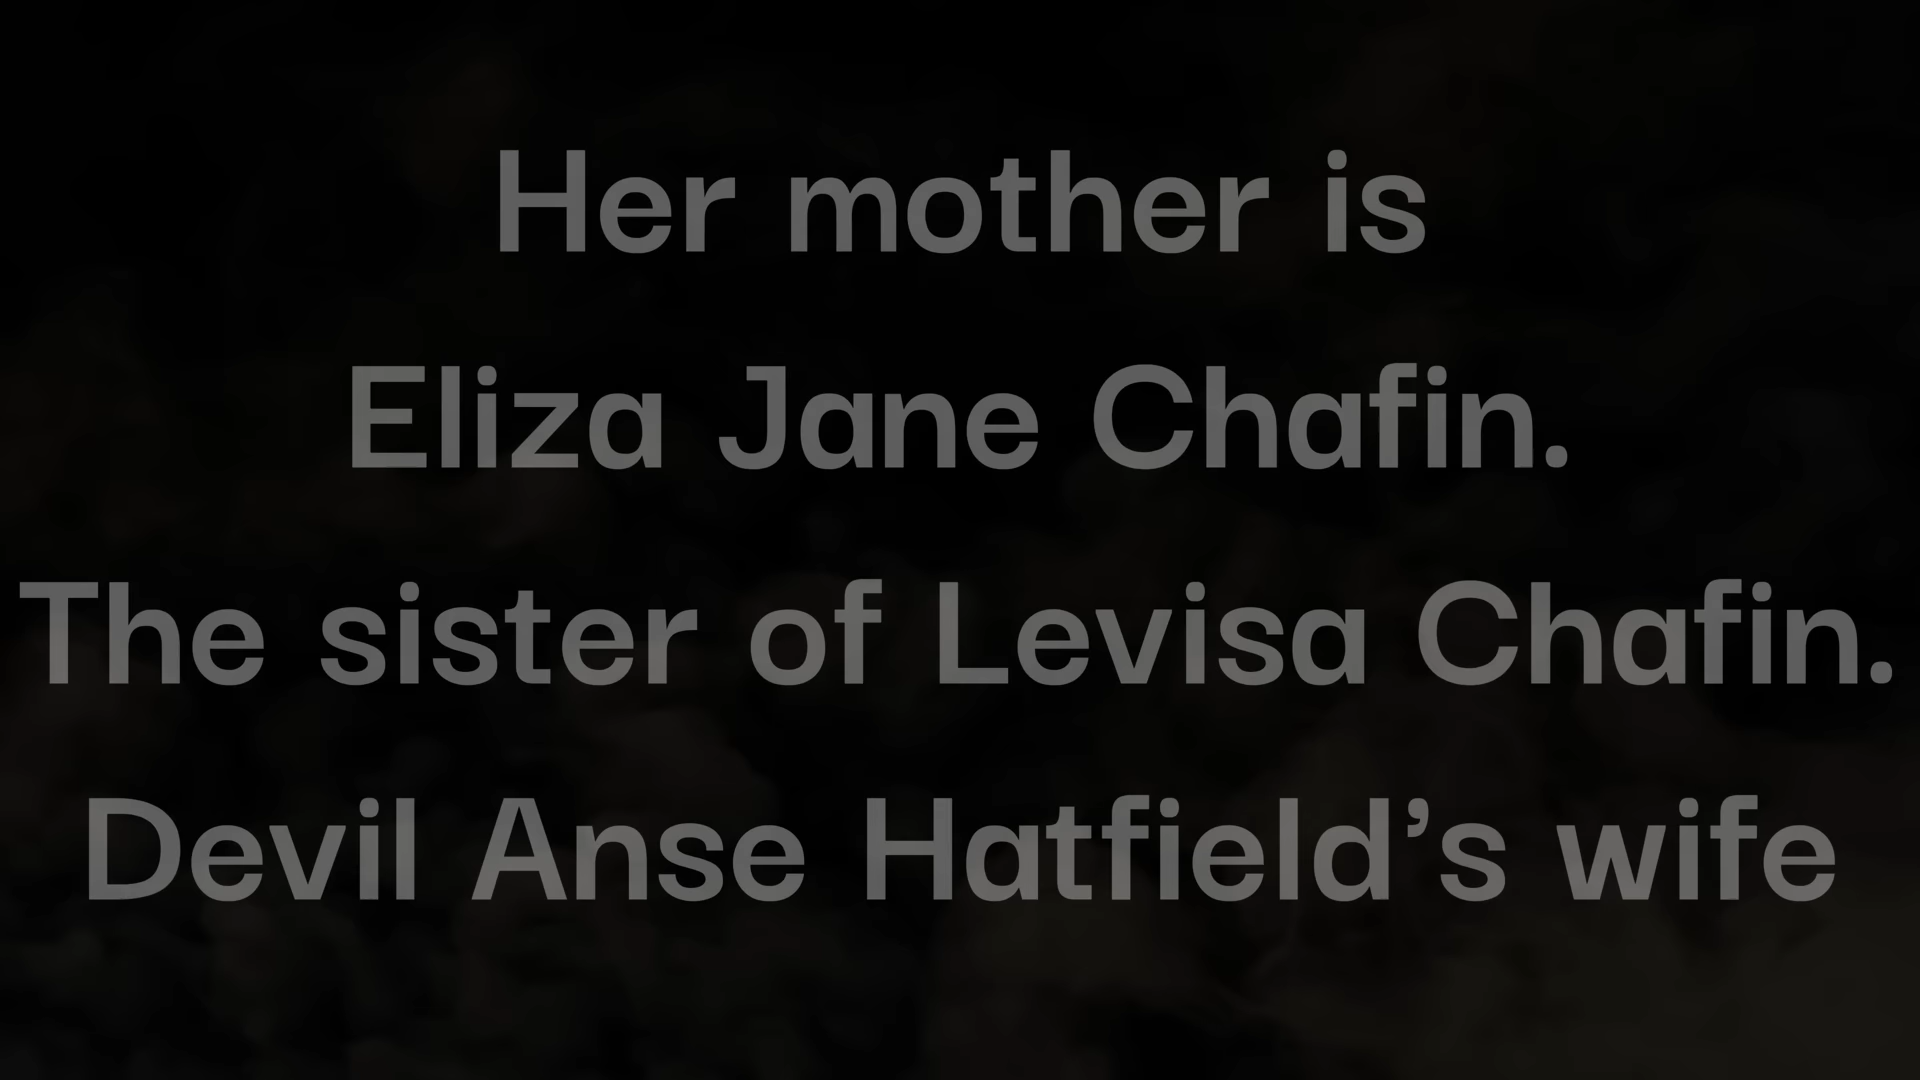 Her mother is
Eliza Jane Chafin.
The sister of Levisa Chafin.
Devil Anse Hatfield’s wife